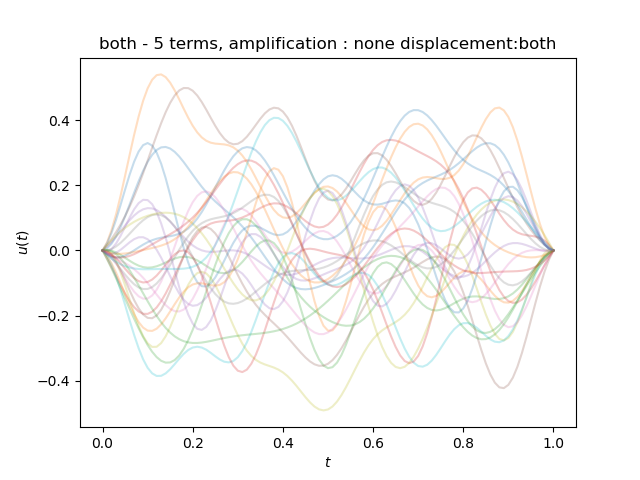 both - 5 terms, amplification : none displacement:both
u(t)
0.4
0.2
0.0
−0.2
−0.4
0.0 0.2 0.4 0.6 0.8 1.0
t